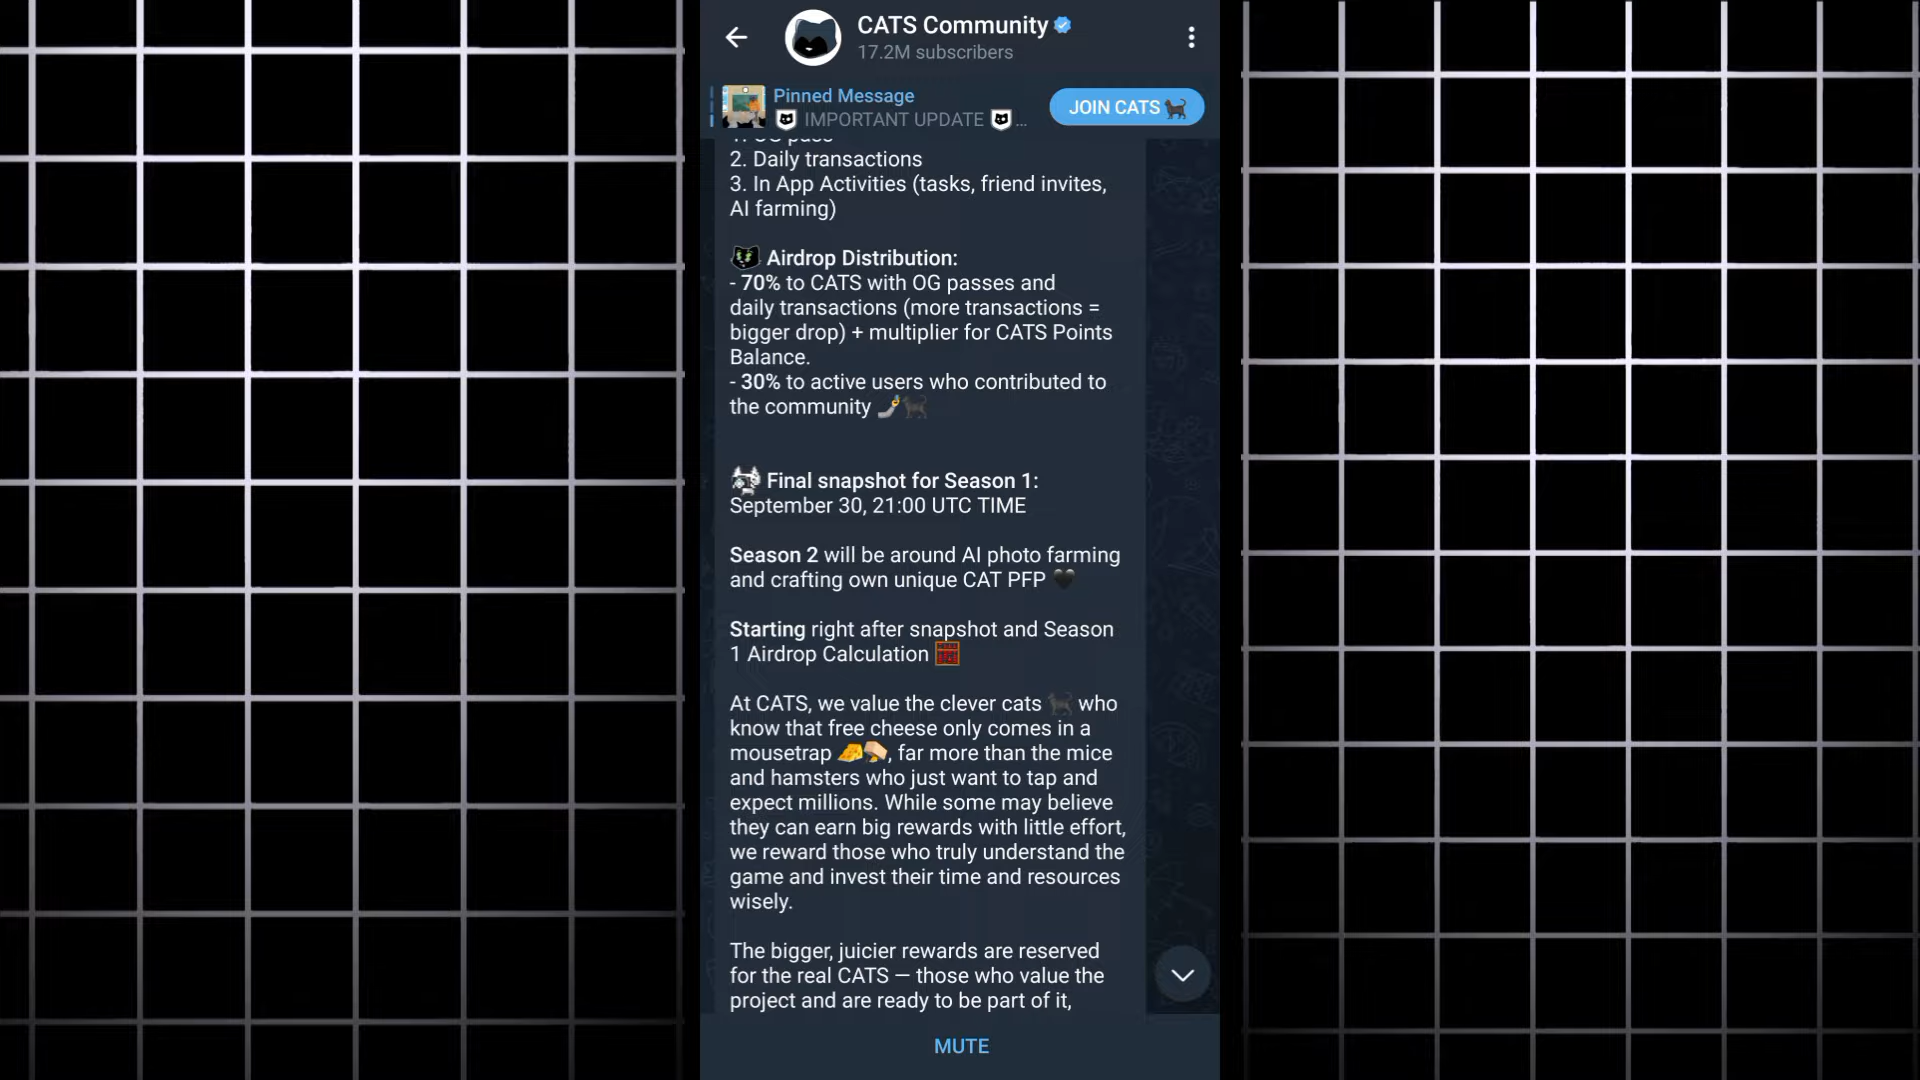 CATS Community
17.2M subscribers
Pinned Message
IMPORTANT UPDATE ...
JOIN CATS
1. OG pass
2. Daily transactions
3. In App Activities (tasks, friend invites,
AI farming)
Airdrop Distribution:
- 70% to CATS with OG passes and
daily transactions (more transactions =
bigger drop) + multiplier for CATS Points
Balance.
- 30% to active users who contributed to
the community
Final snapshot for Season 1:
September 30, 21:00 UTC TIME
Season 2 will be around AI photo farming
and crafting own unique CAT PFP
Starting right after snapshot and Season
1 Airdrop Calculation
At CATS, we value the clever cats 🐈‍⬛ who
know that free cheese only comes in a
mousetrap 🧀🪤, far more than the mice
and hamsters who just want to tap and
expect millions. While some may believe
they can earn big rewards with little effort,
we reward those who truly understand the
game and invest their time and resources
wisely.
The bigger, juicier rewards are reserved
for the real CATS — those who value the
project and are ready to be part of it,
MUTE